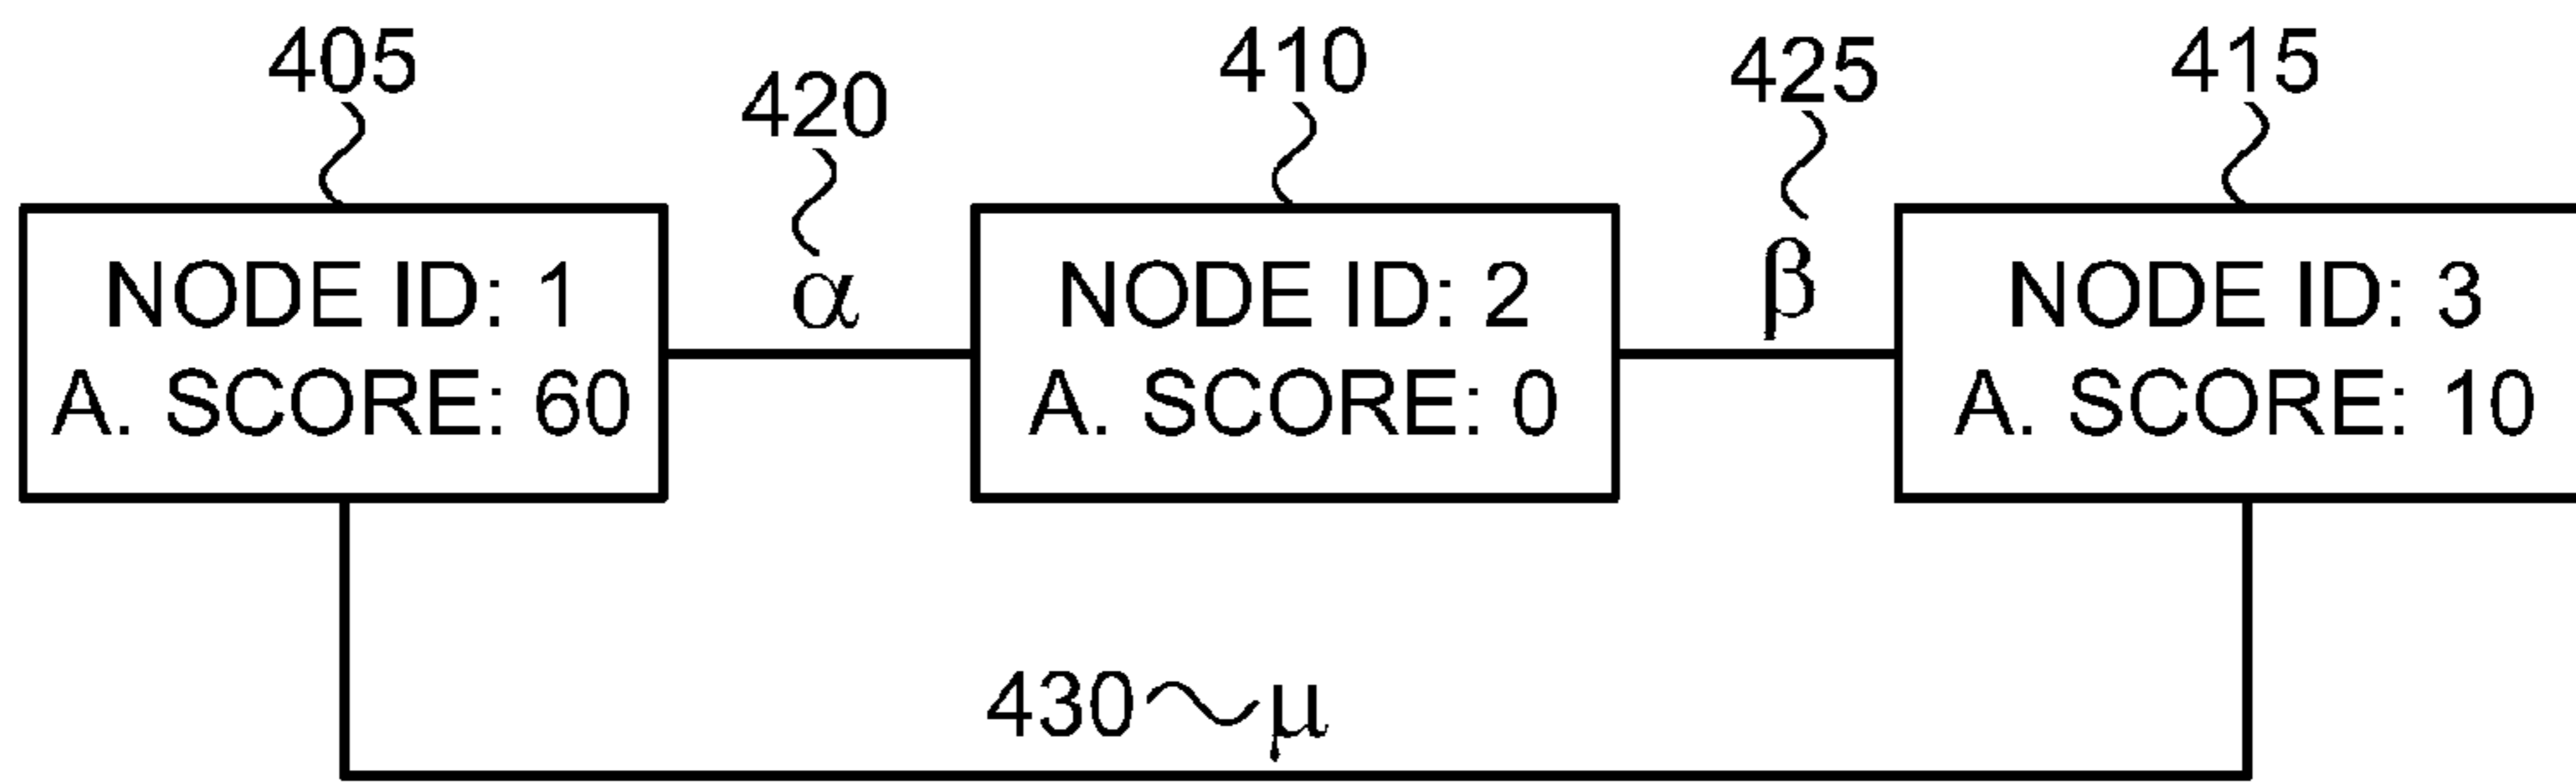 405
410
425
415
420
α
β
NODE ID: 1
A. SCORE: 60
NODE ID: 2
A. SCORE: 0
NODE ID: 3
A. SCORE: 10
430 μ